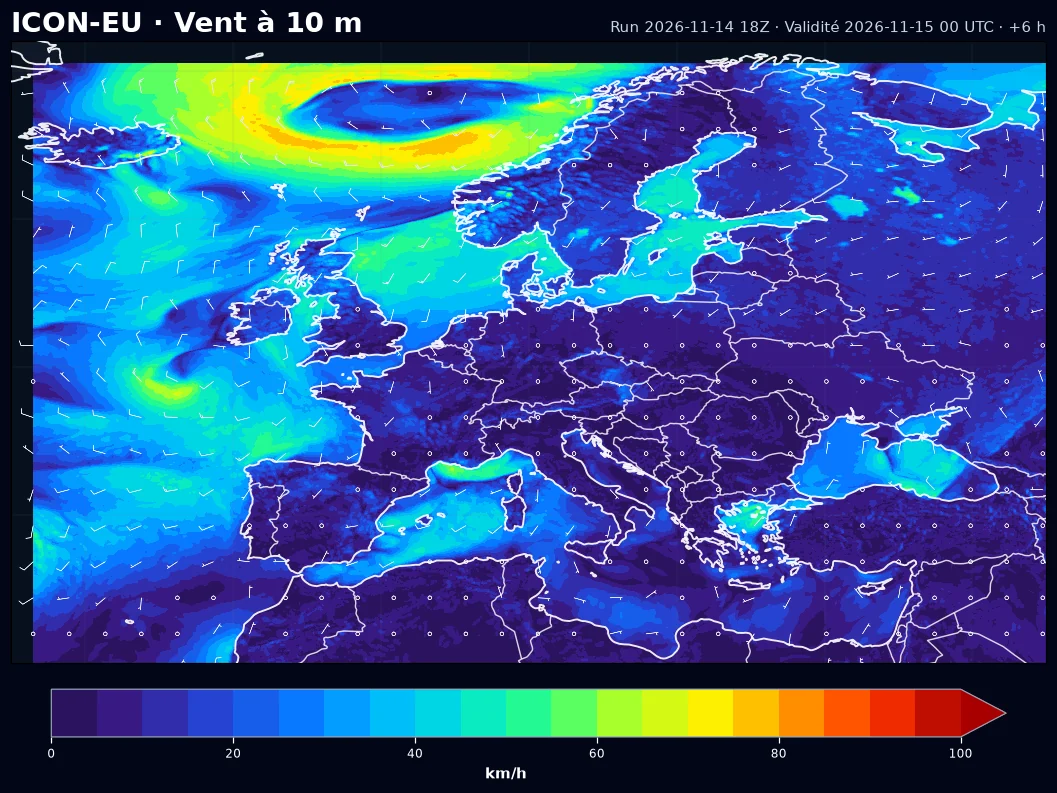 ICON-EU · Vent à 10 m
Run 2026-11-14 18Z · Validité 2026-11-15 00 UTC · +6 h
0 20 40 60 80 100
km/h